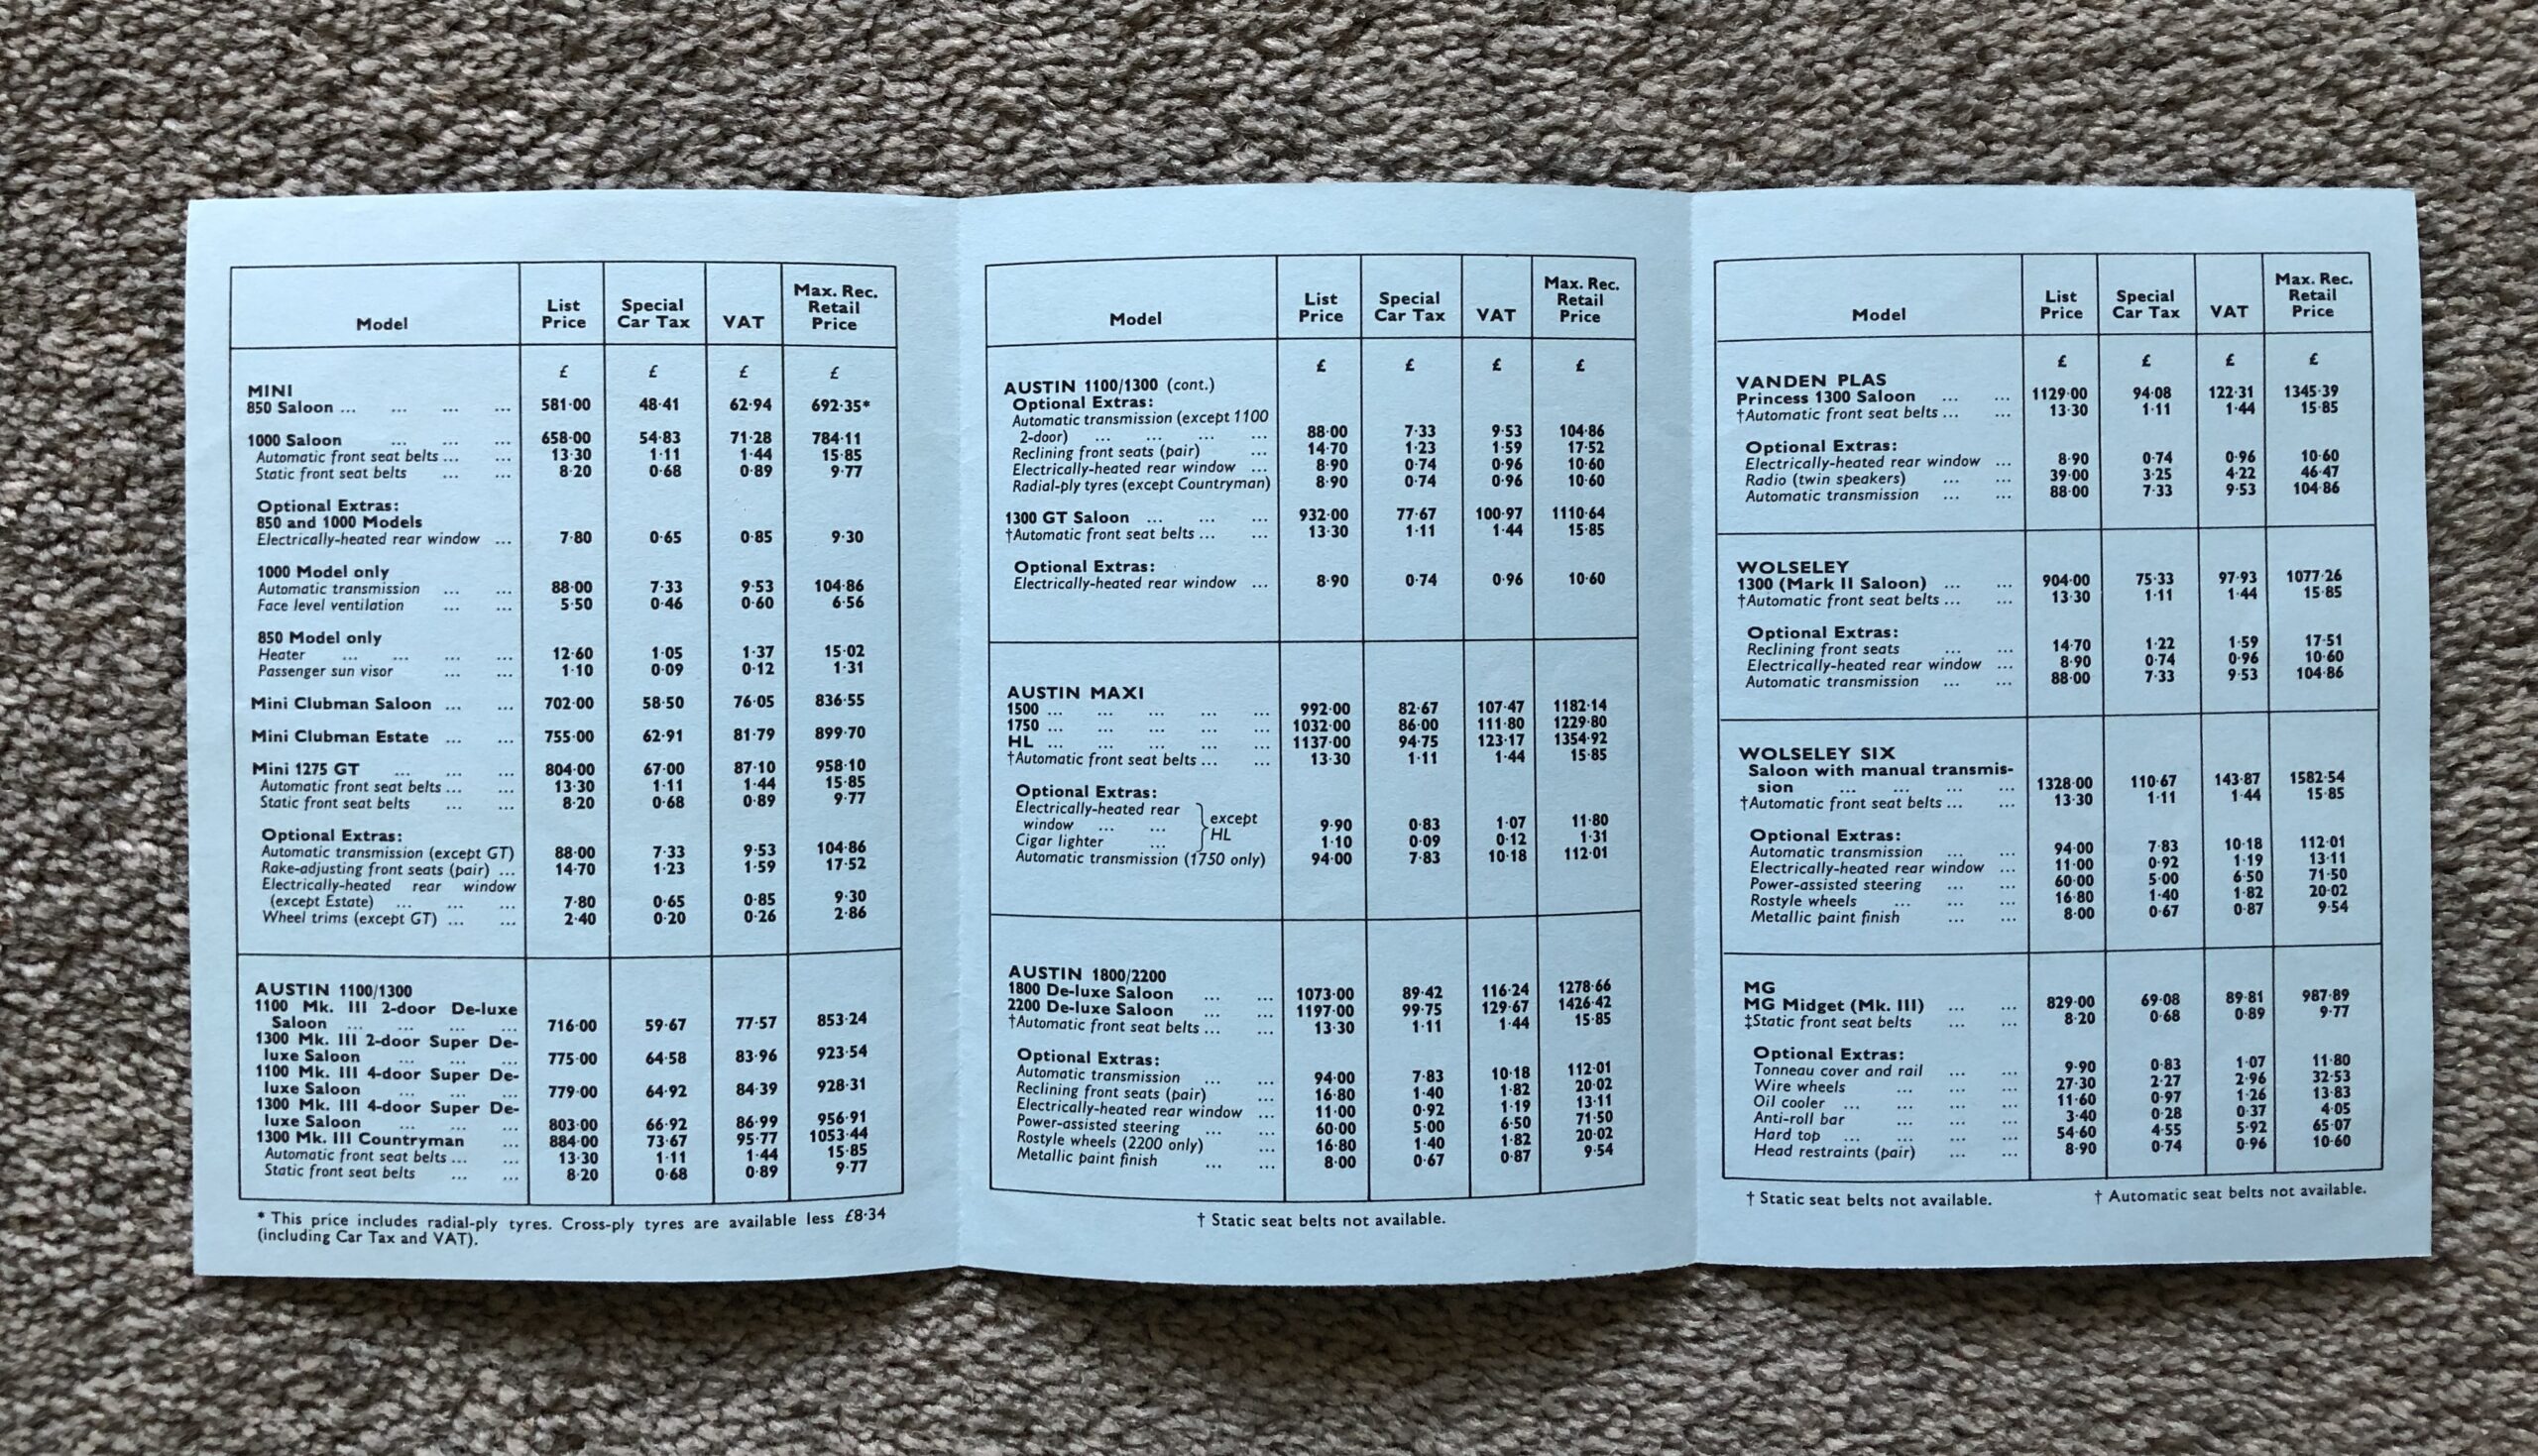 Model List Price Special Car Tax VAT Max. Rec. Retail Price
£ £ £ £
MINI
850 Saloon ... ... ... ... 581·00 48·41 62·94 692·35*
1000 Saloon ... ... ... 658·00 54·83 71·28 784·11
Automatic front seat belts ... ... 13·30 1·11 1·44 15·85
Static front seat belts ... ... 8·20 0·68 0·89 9·77
Optional Extras:
850 and 1000 Models
Electrically-heated rear window ... 7·80 0·65 0·85 9·30
1000 Model only
Automatic transmission ... ... 88·00 7·33 9·53 104·86
Face level ventilation ... ... 5·50 0·46 0·60 6·56
850 Model only
Heater ... ... ... ... 12·60 1·05 1·37 15·02
Passenger sun visor ... ... 1·10 0·09 0·12 1·31
Mini Clubman Saloon ... ... 702·00 58·50 76·05 836·55
Mini Clubman Estate ... ... 755·00 62·91 81·79 899·70
Mini 1275 GT ... ... ... 804·00 67·00 87·10 958·10
Automatic front seat belts ... ... 13·30 1·11 1·44 15·85
Static front seat belts ... ... 8·20 0·68 0·89 9·77
Optional Extras:
Automatic transmission (except GT) 88·00 7·33 9·53 104·86
Rake-adjusting front seats (pair) ... 14·70 1·23 1·59 17·52
Electrically-heated rear window
(except Estate) ... ... ... 7·80 0·65 0·85 9·30
Wheel trims (except GT) ... ... 2·40 0·20 0·26 2·86
AUSTIN 1100/1300
1100 Mk. III 2-door De-luxe
Saloon ... ... ... ... 716·00 59·67 77·57 853·24
1300 Mk. III 2-door Super De-
luxe Saloon ... ... ... 775·00 64·58 83·96 923·54
1100 Mk. III 4-door Super De-
luxe Saloon ... ... ... 779·00 64·92 84·39 928·31
1300 Mk. III 4-door Super De-
luxe Saloon ... ... ... 803·00 66·92 86·99 956·91
1300 Mk. III Countryman ... 884·00 73·67 95·77 1053·44
Automatic front seat belts ... ... 13·30 1·11 1·44 15·85
Static front seat belts ... ... 8·20 0·68 0·89 9·77
* This price includes radial-ply tyres. Cross-ply tyres are available less £8·34
(including Car Tax and VAT).
Model List Price Special Car Tax VAT Max. Rec. Retail Price
£ £ £ £
AUSTIN 1100/1300 (cont.)
Optional Extras:
Automatic transmission (except 1100
2-door) ... ... ... ... 88·00 7·33 9·53 104·86
Reclining front seats (pair) ... 14·70 1·23 1·59 17·52
Electrically-heated rear window ... 8·90 0·74 0·96 10·60
Radial-ply tyres (except Countryman) 8·90 0·74 0·96 10·60
1300 GT Saloon ... ... ... 932·00 77·67 100·97 1110·64
†Automatic front seat belts ... ... 13·30 1·11 1·44 15·85
Optional Extras:
Electrically-heated rear window ... 8·90 0·74 0·96 10·60
AUSTIN MAXI
1500 ... ... ... ... ... 992·00 82·67 107·47 1182·14
1750 ... ... ... ... ... 1032·00 86·00 111·80 1229·80
HL ... ... ... ... ... 1137·00 94·75 123·17 1354·92
†Automatic front seat belts ... ... 13·30 1·11 1·44 15·85
Optional Extras:
Electrically-heated rear } except
window ... ... } HL 9·90 0·83 1·07 11·80
Cigar lighter ... 1·10 0·09 0·12 1·31
Automatic transmission (1750 only) 94·00 7·83 10·18 112·01
AUSTIN 1800/2200
1800 De-luxe Saloon ... ... 1073·00 89·42 116·24 1278·66
2200 De-luxe Saloon ... ... 1197·00 99·75 129·67 1426·42
†Automatic front seat belts ... ... 13·30 1·11 1·44 15·85
Optional Extras:
Automatic transmission ... ... 94·00 7·83 10·18 112·01
Reclining front seats (pair) ... 16·80 1·40 1·82 20·02
Electrically-heated rear window ... 11·00 0·92 1·19 13·11
Power-assisted steering ... ... 60·00 5·00 6·50 71·50
Rostyle wheels (2200 only) ... 16·80 1·40 1·82 20·02
Metallic paint finish ... ... 8·00 0·67 0·87 9·54
† Static seat belts not available.
Model List Price Special Car Tax VAT Max. Rec. Retail Price
£ £ £ £
VANDEN PLAS
Princess 1300 Saloon ... ... 1129·00 94·08 122·31 1345·39
†Automatic front seat belts ... ... 13·30 1·11 1·44 15·85
Optional Extras:
Electrically-heated rear window ... 8·90 0·74 0·96 10·60
Radio (twin speakers) ... ... 39·00 3·25 4·22 46·47
Automatic transmission ... ... 88·00 7·33 9·53 104·86
WOLSELEY
1300 (Mark II Saloon) ... ... 904·00 75·33 97·93 1077·26
†Automatic front seat belts ... ... 13·30 1·11 1·44 15·85
Optional Extras:
Reclining front seats ... ... 14·70 1·22 1·59 17·51
Electrically-heated rear window ... 8·90 0·74 0·96 10·60
Automatic transmission ... ... 88·00 7·33 9·53 104·86
WOLSELEY SIX
Saloon with manual transmis-
sion ... ... ... ... 1328·00 110·67 143·87 1582·54
†Automatic front seat belts ... ... 13·30 1·11 1·44 15·85
Optional Extras:
Automatic transmission ... ... 94·00 7·83 10·18 112·01
Electrically-heated rear window ... 11·00 0·92 1·19 13·11
Power-assisted steering ... ... 60·00 5·00 6·50 71·50
Rostyle wheels ... ... ... 16·80 1·40 1·82 20·02
Metallic paint finish ... ... 8·00 0·67 0·87 9·54
MG
MG Midget (Mk. III) ... ... 829·00 69·08 89·81 987·89
‡Static front seat belts ... ... 8·20 0·68 0·89 9·77
Optional Extras:
Tonneau cover and rail ... ... 9·90 0·83 1·07 11·80
Wire wheels ... ... ... 27·30 2·27 2·96 32·53
Oil cooler ... ... ... ... 11·60 0·97 1·26 13·83
Anti-roll bar ... ... ... 3·40 0·28 0·37 4·05
Hard top ... ... ... ... 54·60 4·55 5·92 65·07
Head restraints (pair) ... ... 8·90 0·74 0·96 10·60
† Static seat belts not available. † Automatic seat belts not available.